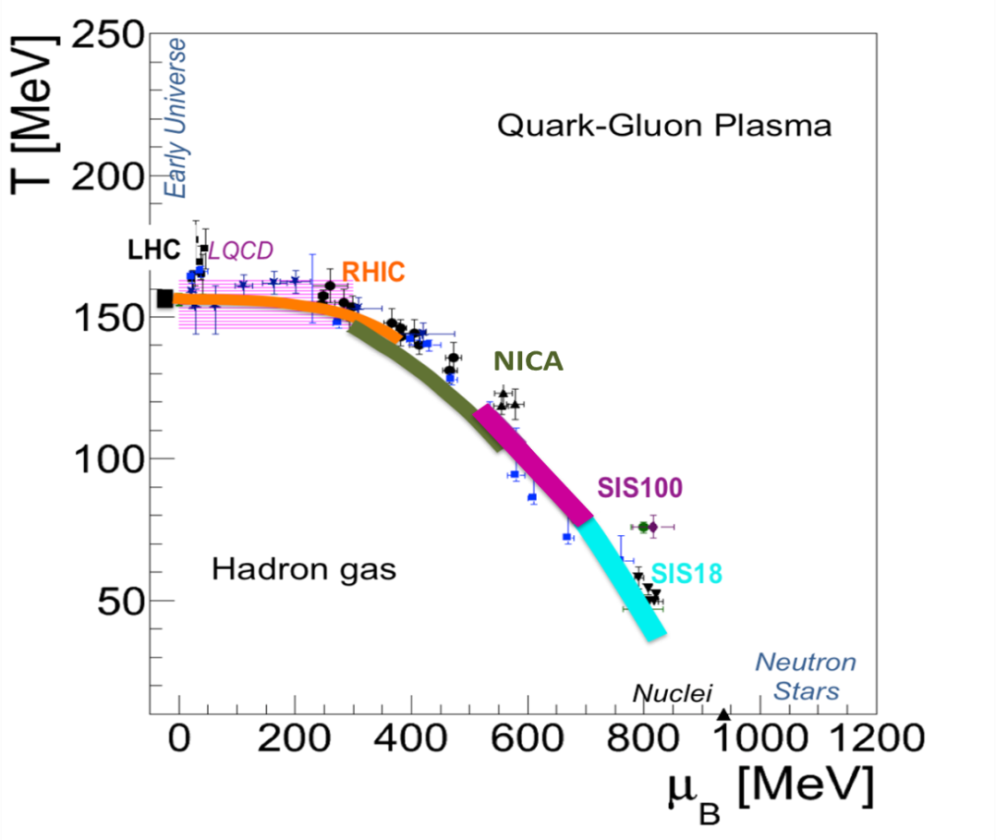 250
T [MeV]
Early Universe
Quark-Gluon Plasma
200
LHC
LQCD
RHIC
150
NICA
100
SIS100
Hadron gas
SIS18
50
Neutron
Stars
Nuclei
0 200 400 600 800 1000 1200
μB [MeV]